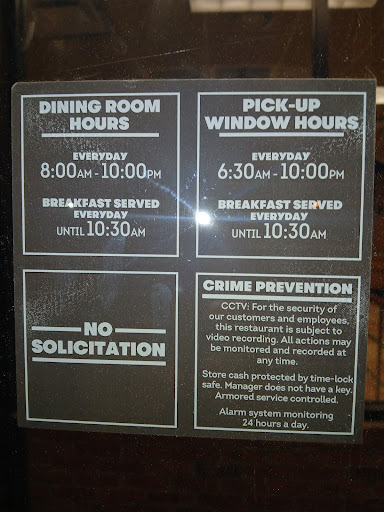 DINING ROOM
HOURS
EVERYDAY
8:00AM - 10:00PM
BREAKFAST SERVED
EVERYDAY
UNTIL 10:30AM
PICK-UP
WINDOW HOURS
EVERYDAY
6:30AM - 10:00PM
BREAKFAST SERVED
EVERYDAY
UNTIL 10:30AM
NO
SOLICITATION
CRIME PREVENTION
CCTV: For the security of
our customers and employees,
this restaurant is subject to
video recording. All actions may
be monitored and recorded at
any time.
Store cash protected by time-lock
safe. Manager does not have a key.
Armored service controlled.
Alarm system monitoring
24 hours a day.